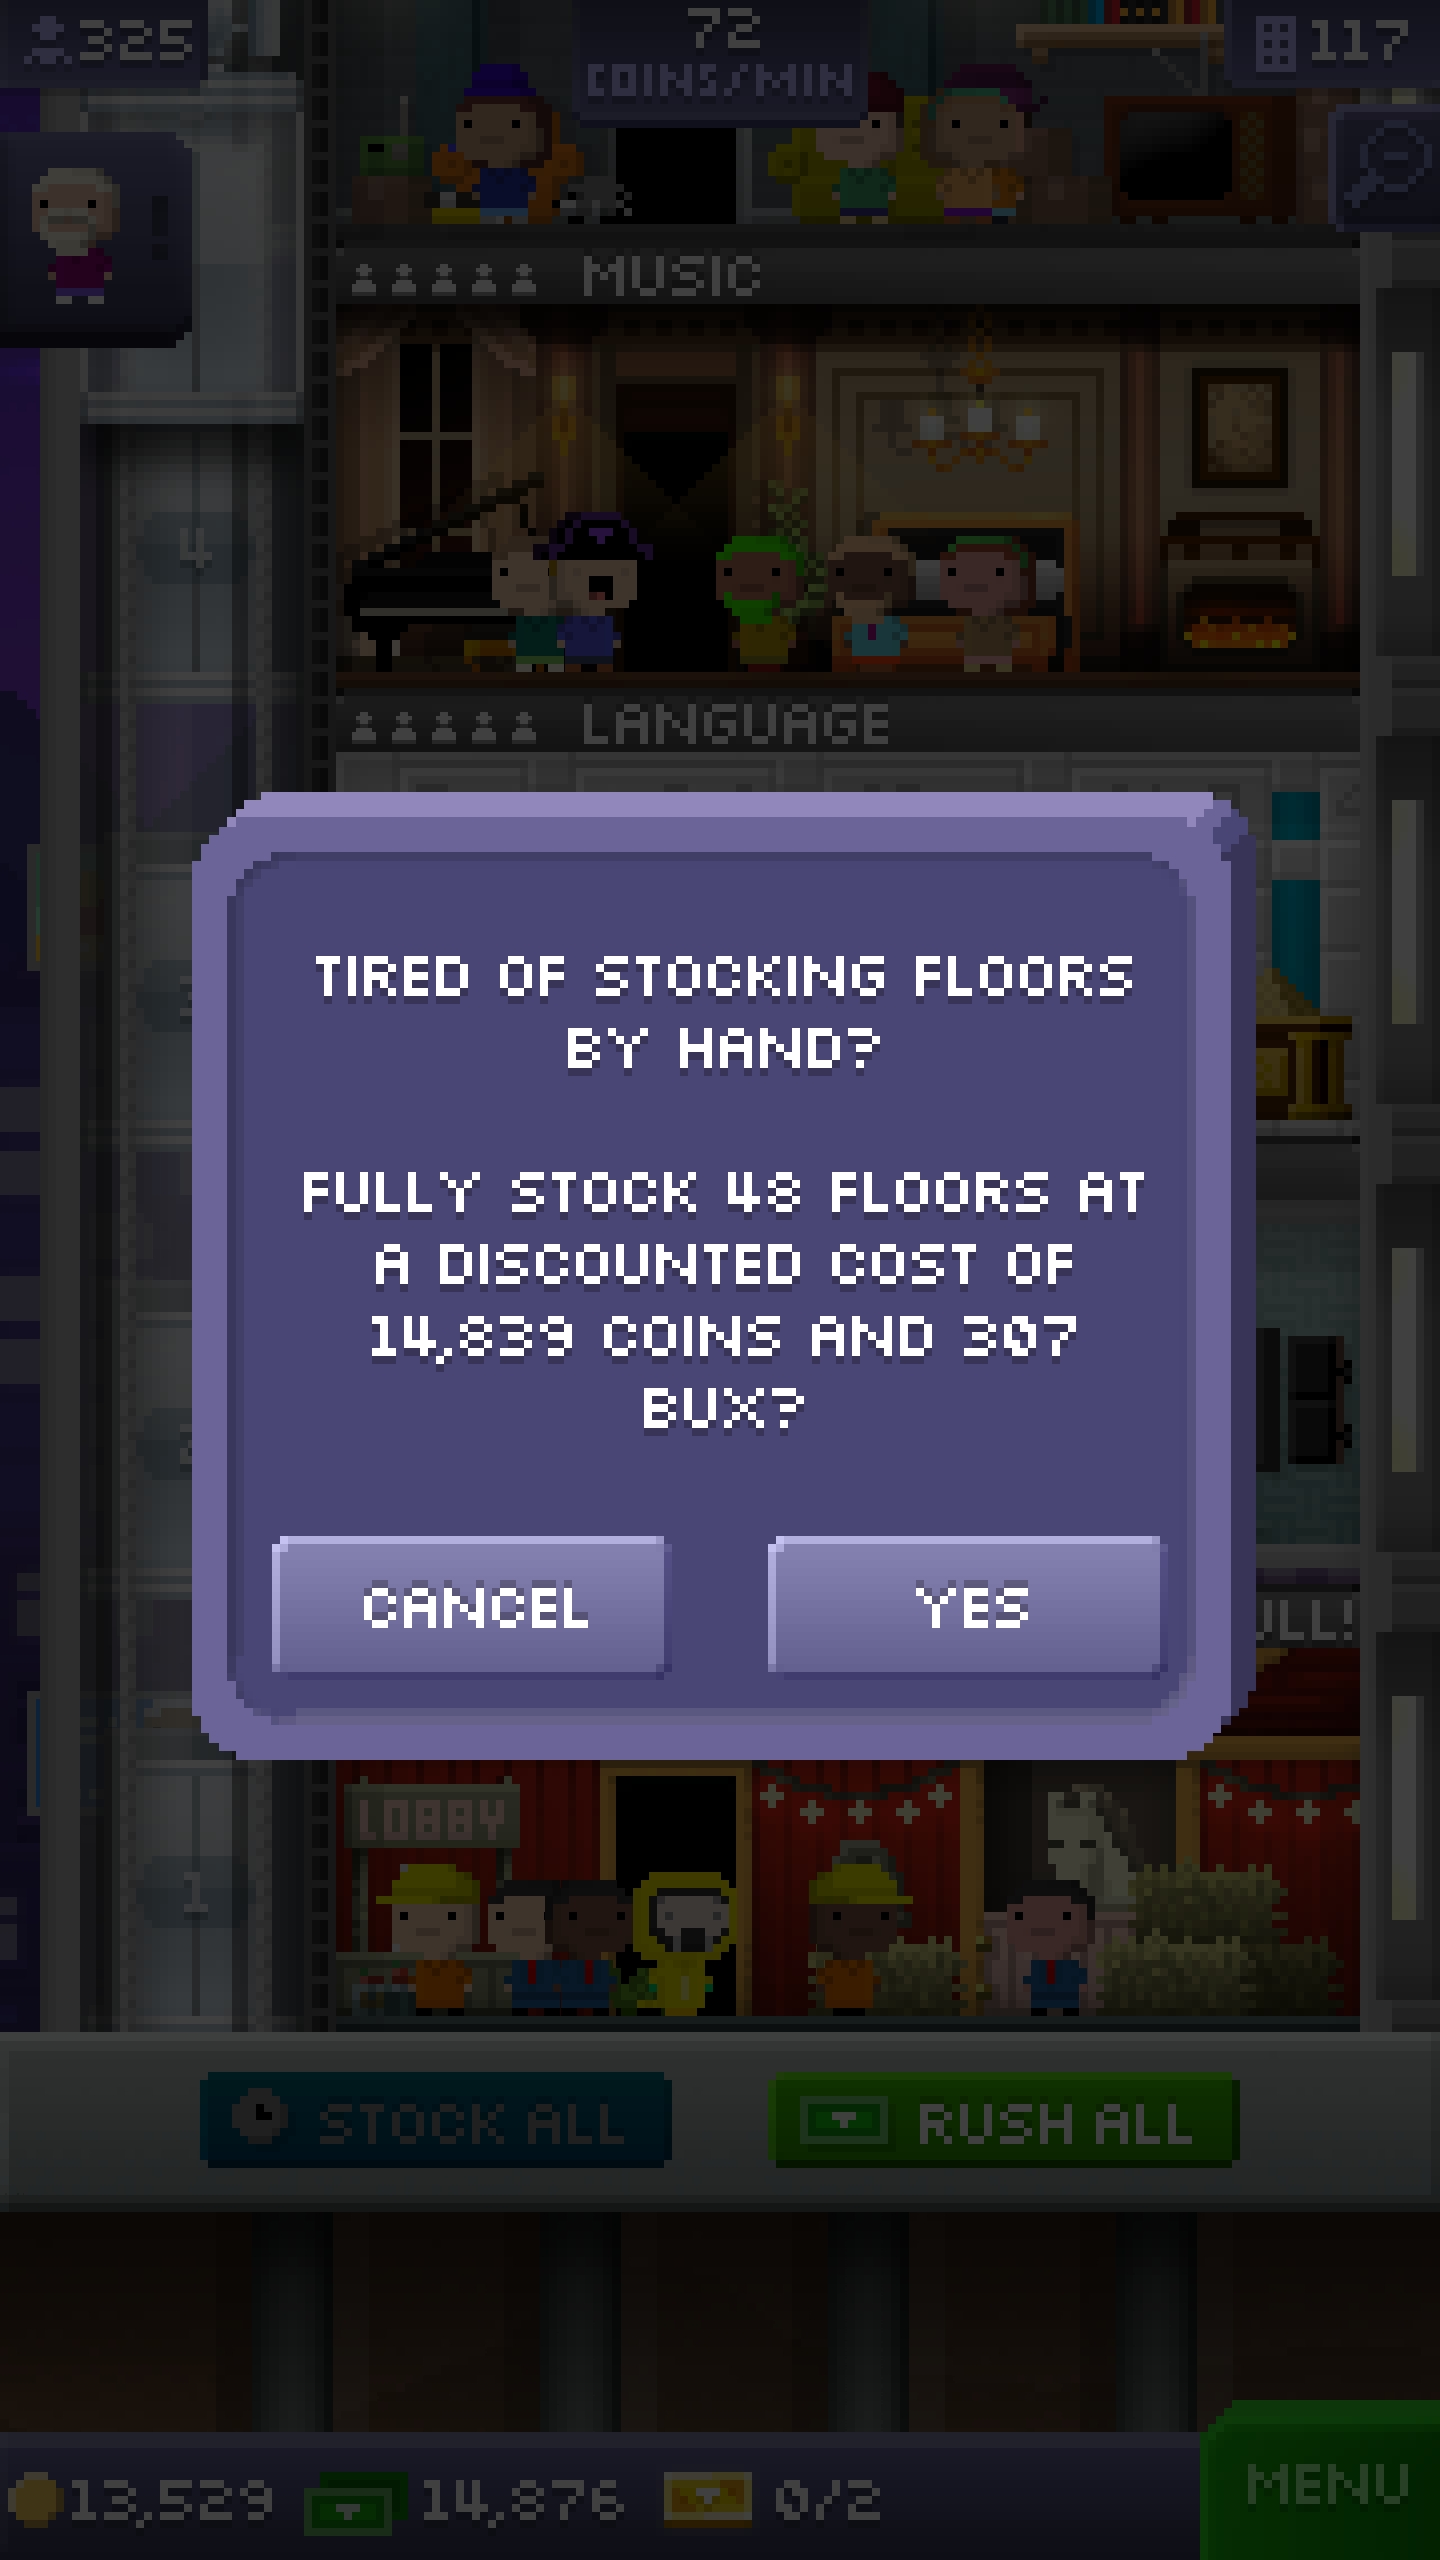 325
72
COINS/MIN
117
MUSIC
4
LANGUAGE
TIRED OF STOCKING FLOORS
BY HAND?
FULLY STOCK 48 FLOORS AT
A DISCOUNTED COST OF
14,839 COINS AND 307
BUX?
CANCEL
YES
LOBBY
1
STOCK ALL
RUSH ALL
13,529
14,876
0/2
MENU